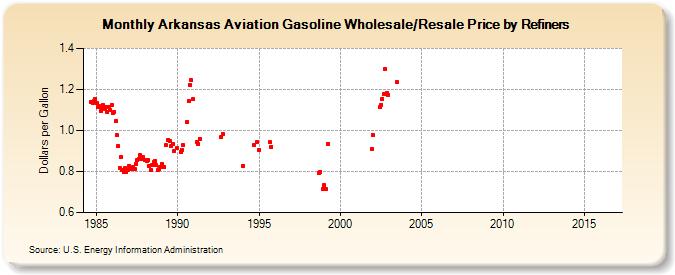 Monthly Arkansas Aviation Gasoline Wholesale/Resale Price by Refiners
Dollars per Gallon
1.4
1.2
1.0
0.8
0.6
1985 1990 1995 2000 2005 2010 2015
Source: U.S. Energy Information Administration